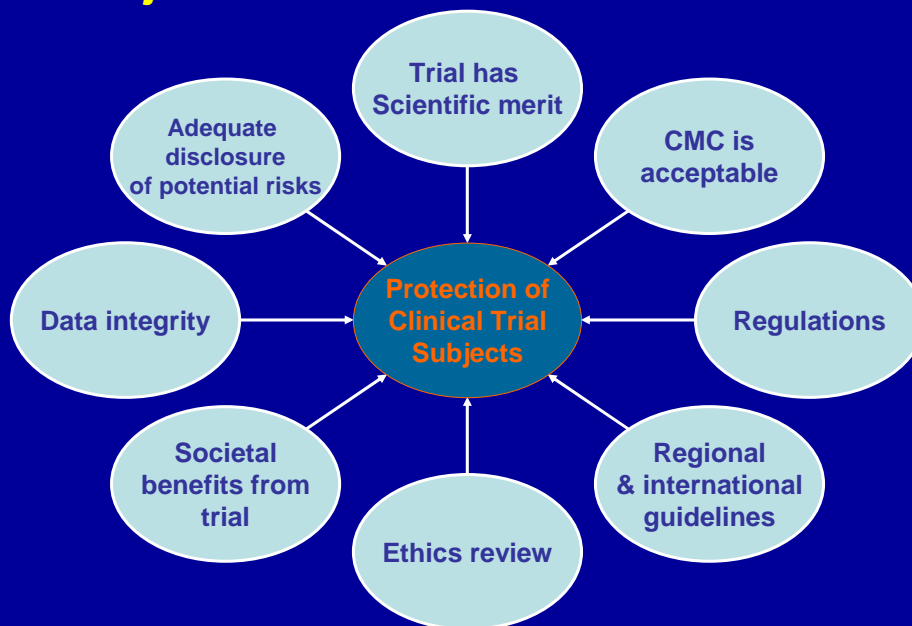 Trial has
Scientific merit
Adequate
disclosure
of potential risks
CMC is
acceptable
Data integrity
Protection of
Clinical Trial
Subjects
Regulations
Societal
benefits from
trial
Regional
& international
guidelines
Ethics review